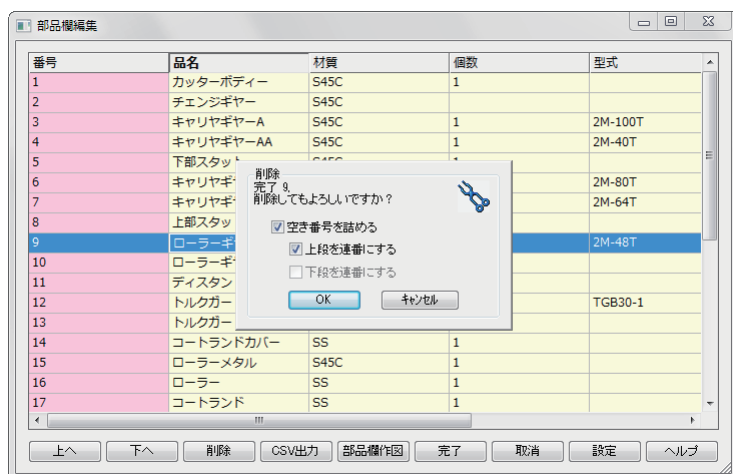 部品欄編集
番号 品名 材質 個数 型式
1 カッターボディー S45C 1
2 チェンジギヤー S45C
3 キャリヤギヤーA S45C 1 2M-100T
4 キャリヤギヤーAA S45C 1 2M-40T
5 下部スタット S45C 1
6 キャリヤギ 2M-80T
7 キャリヤギ 2M-64T
8 上部スタッ
9 ローラーギ 2M-48T
10 ローラーギ
11 ディスタン
12 トルクガー TGB30-1
13 トルクガー
14 コートランドカバー SS 1
15 ローラーメタル S45C 1
16 ローラー SS 1
17 コートランド SS 1
削除
完了 9.
削除してもよろしいですか？
空き番号を詰める
上段を連番にする
下段を連番にする
OK キャンセル
上へ 下へ 削除 CSV出力 部品欄作図 完了 取消 設定 ヘルプ